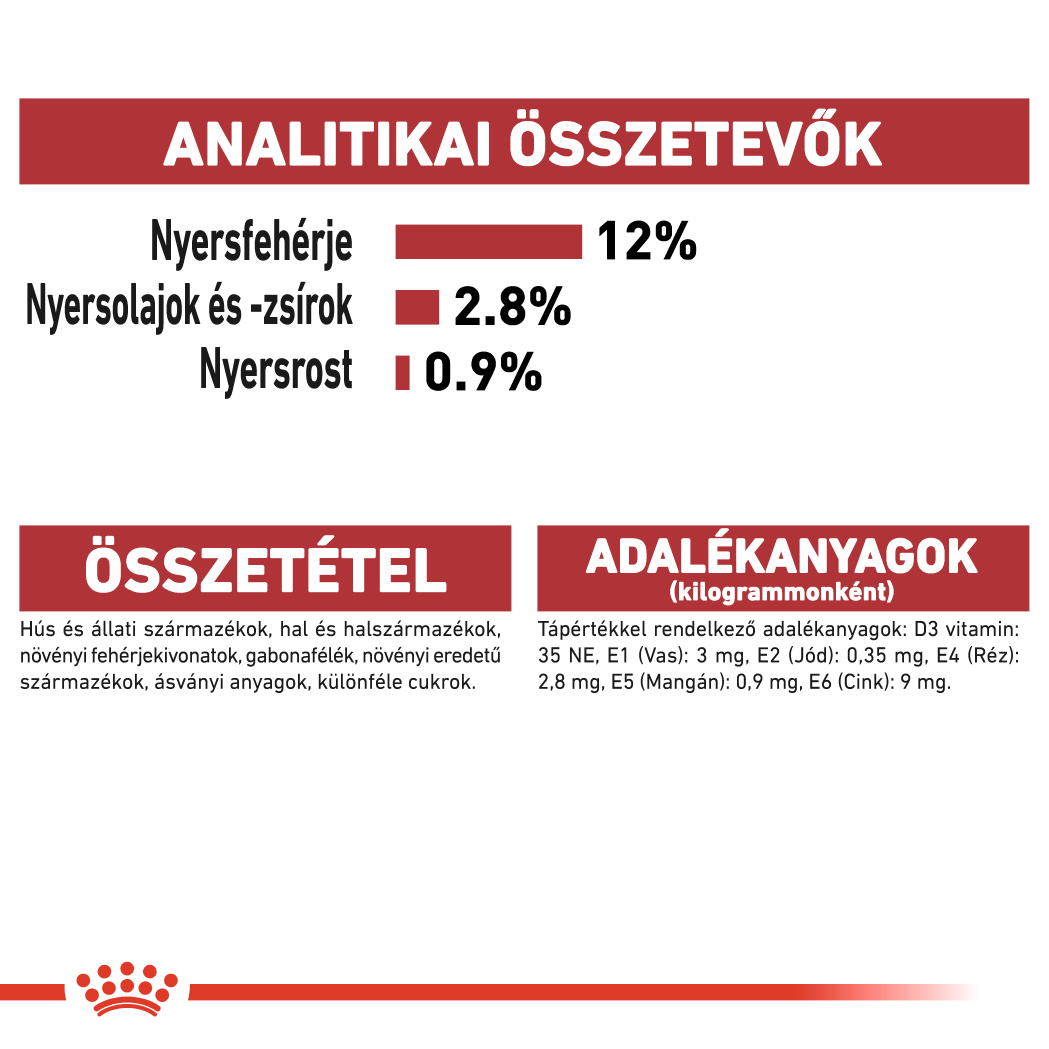 ANALITIKAI ÖSSZETEVŐK
Nyersfehérje 12%
Nyersolajok és -zsírok 2.8%
Nyersrost 0.9%
ÖSSZETÉTEL
Hús és állati származékok, hal és halszármazékok,
növényi fehérjekivonatok, gabonafélék, növényi eredetű
származékok, ásványi anyagok, különféle cukrok.
ADALÉKANYAGOK
(kilogrammonként)
Tápértékkel rendelkező adalékanyagok: D3 vitamin:
35 NE, E1 (Vas): 3 mg, E2 (Jód): 0,35 mg, E4 (Réz):
2,8 mg, E5 (Mangán): 0,9 mg, E6 (Cink): 9 mg.